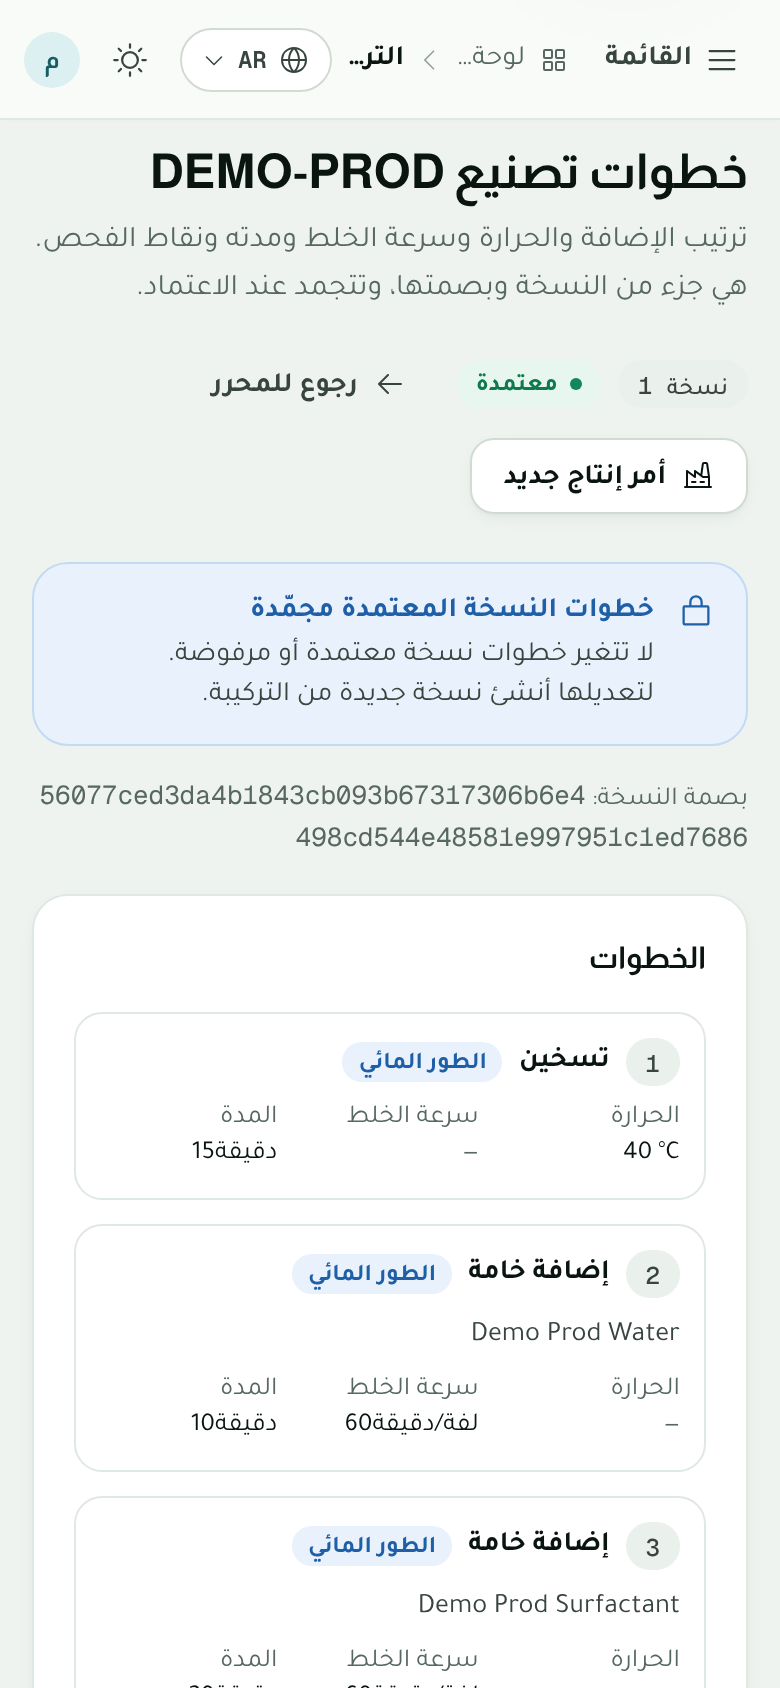 القائمة لوحة... التر... AR م
خطوات تصنيع DEMO-PROD
ترتيب الإضافة والحرارة وسرعة الخلط ومدته ونقاط الفحص.
هي جزء من النسخة وبصمتها، وتتجمد عند الاعتماد.
نسخة 1 معتمدة رجوع للمحرر
أمر إنتاج جديد
خطوات النسخة المعتمدة مجمّدة
لا تتغير خطوات نسخة معتمدة أو مرفوضة.
لتعديلها أنشئ نسخة جديدة من التركيبة.
بصمة النسخة: 56077ced3da4b1843cb093b67317306b6e4
498cd544e48581e997951c1ed7686
الخطوات
1 تسخين الطور المائي
الحرارة سرعة الخلط المدة
40 °C – 15دقيقة
2 إضافة خامة الطور المائي
Demo Prod Water
الحرارة سرعة الخلط المدة
– 60لفة/دقيقة 10دقيقة
3 إضافة خامة الطور المائي
Demo Prod Surfactant
الحرارة سرعة الخلط المدة